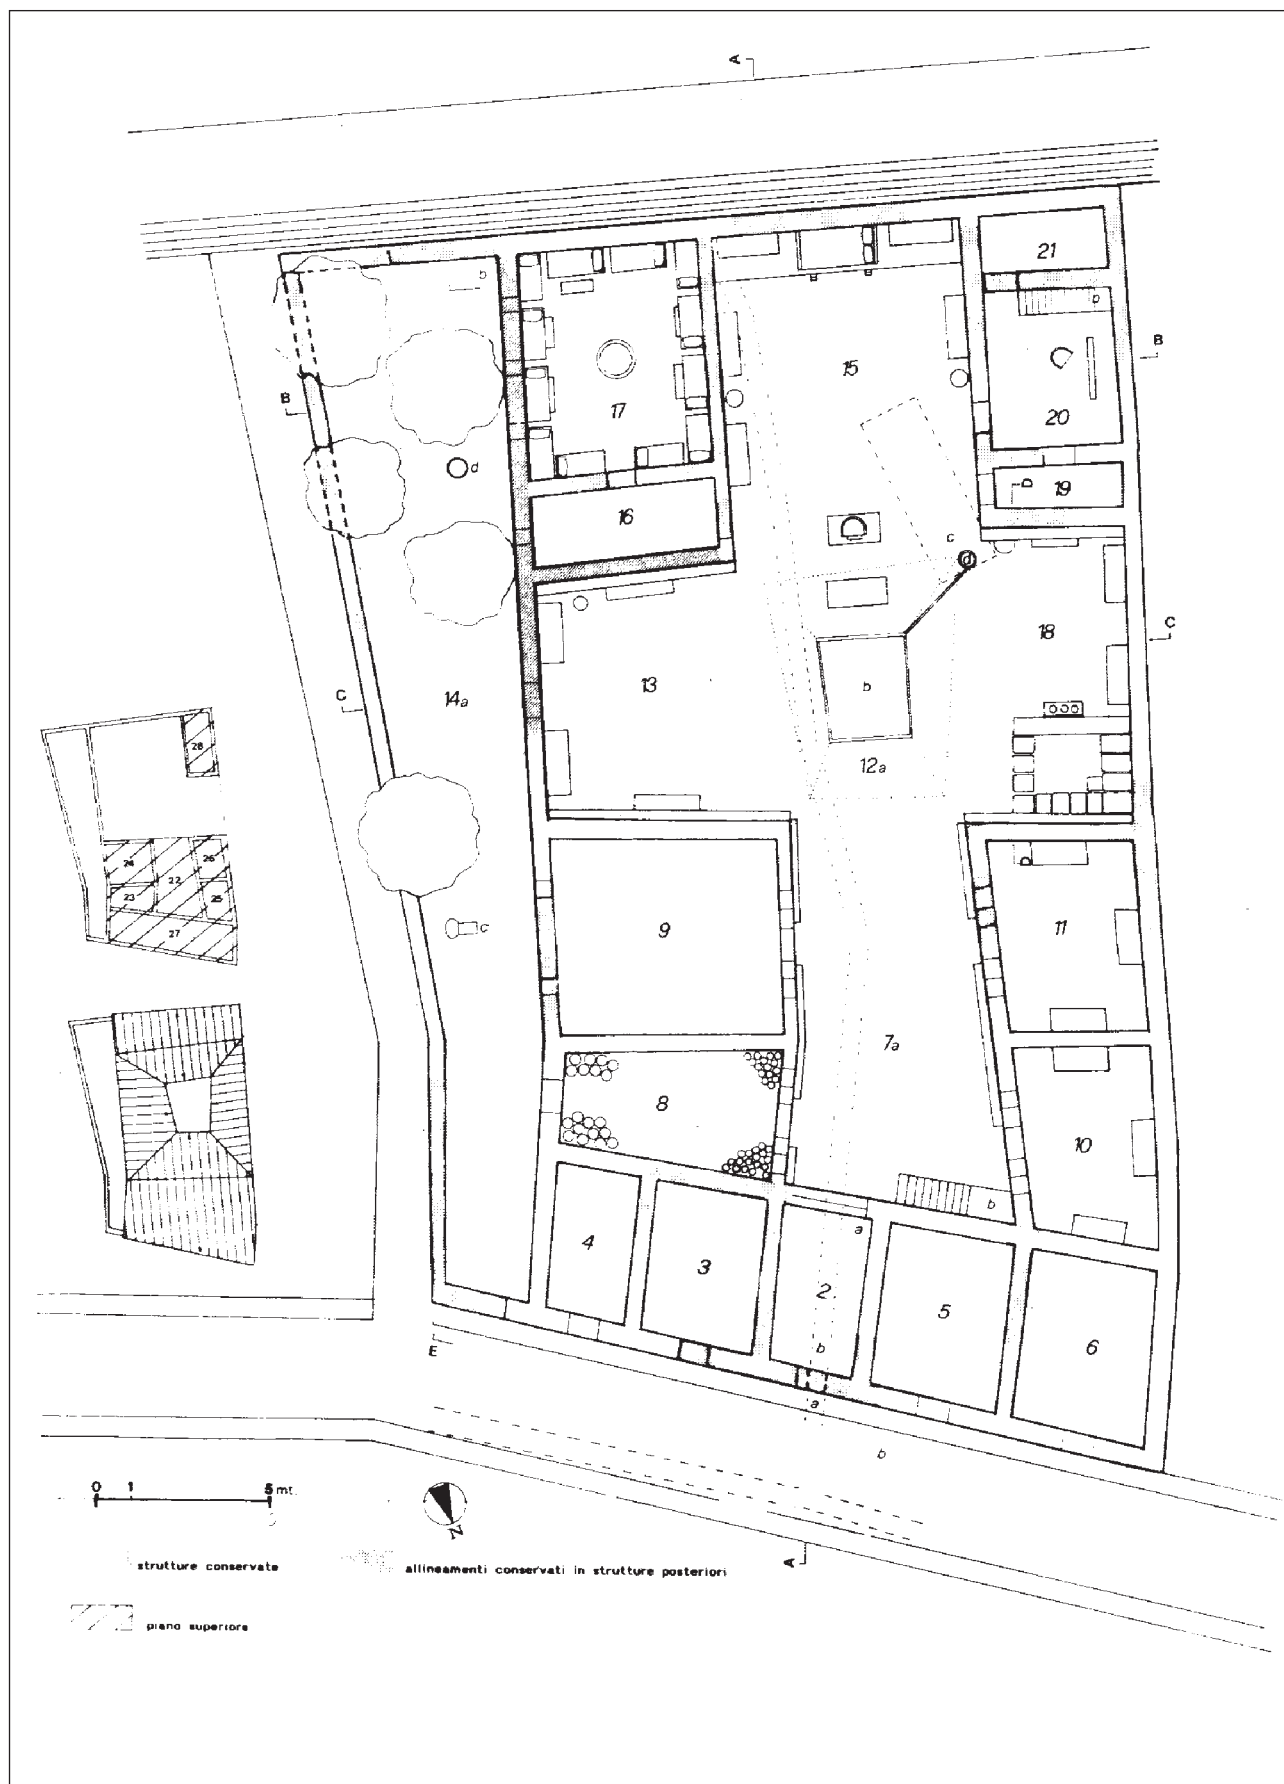 A
21
b
b
B
15
B
17
20
d
19
D
16
c
d
18
C
13
b
14a
C
12a
28
24
26
22
23
25
27
9
11
c
7a
8
10
b
4
3
a
2
5
6
b
E
a
b
0 1 5 mt.
N
A
strutture conservate
allineamenti conservati in strutture posteriori
piano superiore